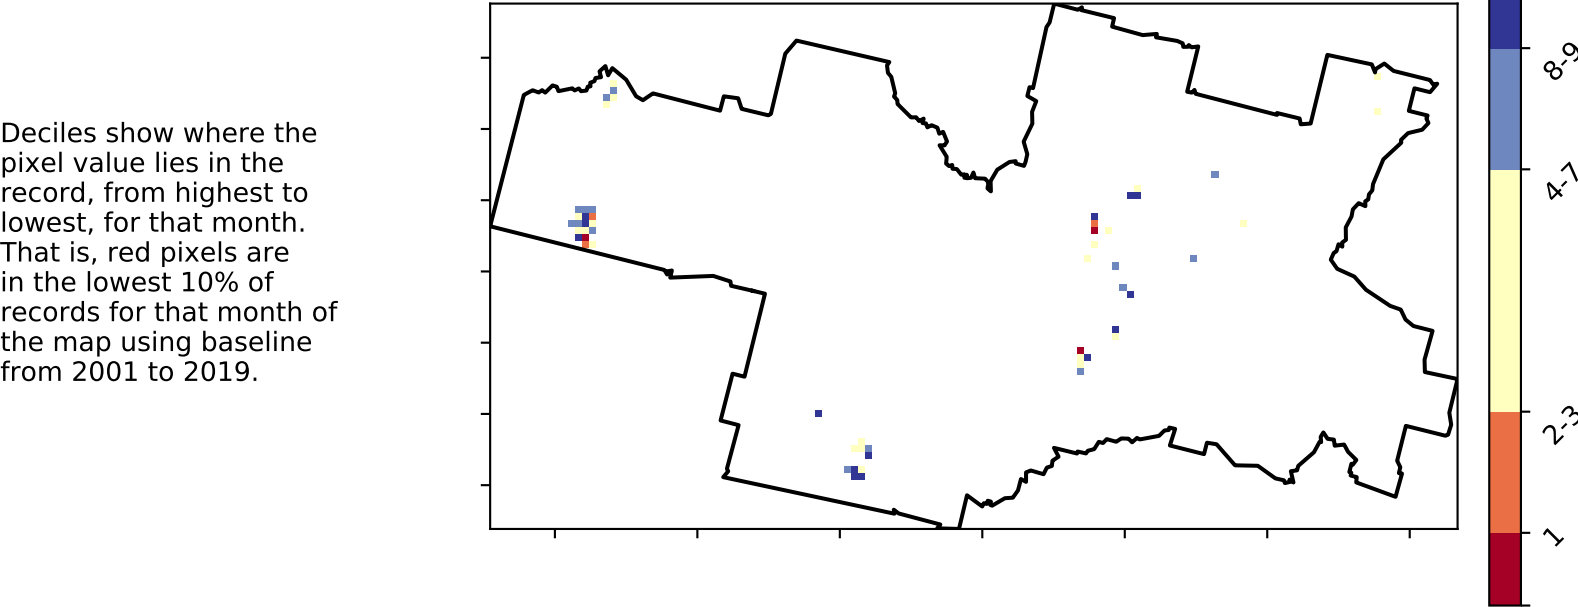 Deciles show where the
pixel value lies in the
record, from highest to
lowest, for that month.
That is, red pixels are
in the lowest 10% of
records for that month of
the map using baseline
from 2001 to 2019.
8-9
4-7
2-3
1